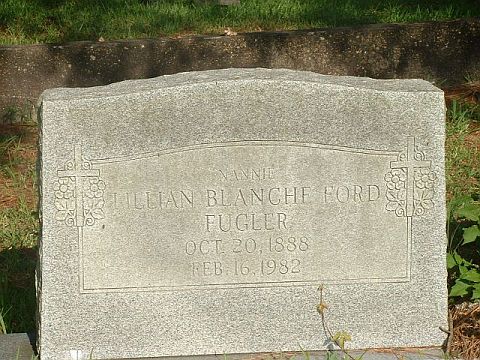 NANNIE
LILLIAN BLANCHE FORD
FUGLER
OCT. 20, 1888
FEB. 16, 1982